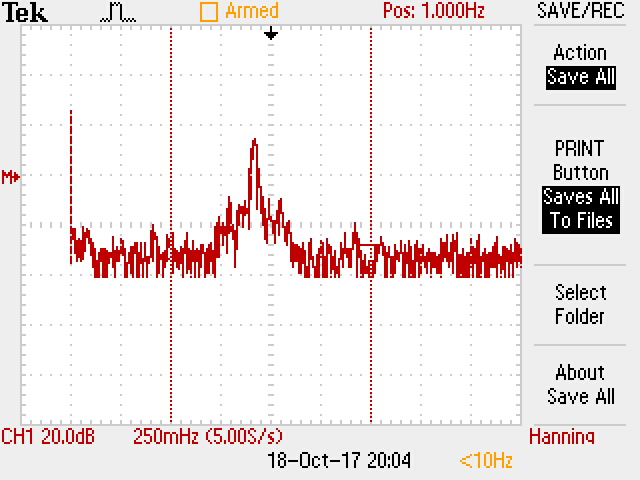 Tek Armed Pos: 1.000Hz SAVE/REC
Action
Save All
PRINT
Button
Saves All
To Files
M
Select
Folder
About
Save All
CH1 20.0dB 250mHz (5.00S/s) Hanning
18-Oct-17 20:04 <10Hz